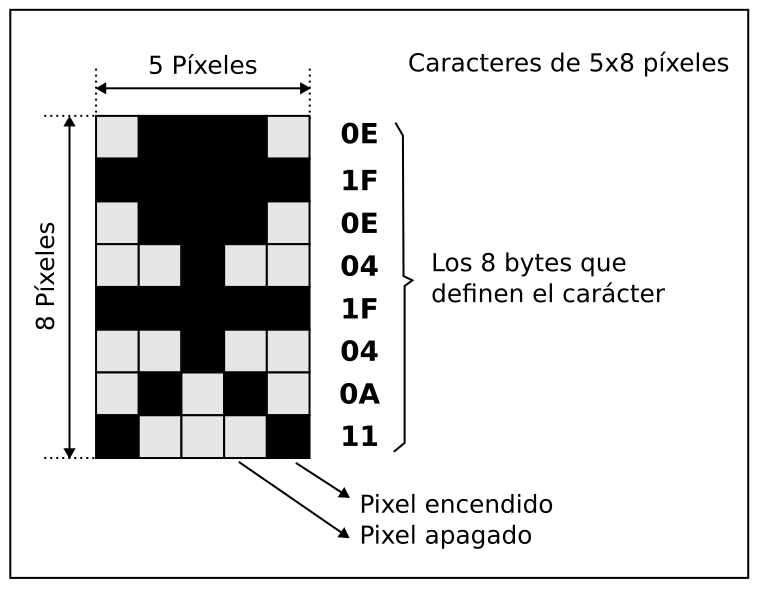 5 Píxeles
Caracteres de 5x8 píxeles
8 Píxeles
0E
1F
0E
04
1F
04
0A
11
Los 8 bytes que
definen el carácter
Pixel encendido
Pixel apagado